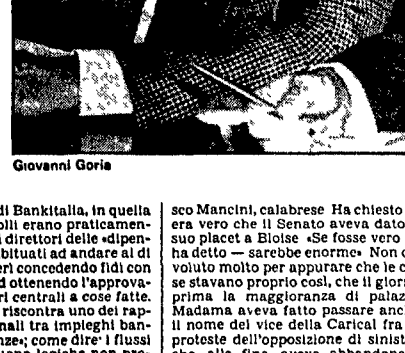 Giovanni Goria
di Bankitalia, in quella
olli erano praticamen-
i direttori delle «dipen-
bituati ad andare al di
eri concedendo fidi con
d ottenendo l'approva-
ri centrali a cose fatte.
riscontra uno dei rap-
nali tra impieghi ban-
nze»; come dire· i flussi
sco Mancini, calabrese Ha chiesto
era vero che il Senato aveva dato
suo placet a Bloise «Se fosse vero
ha detto — sarebbe enorme» Non
voluto molto per appurare che le c
se stavano proprio così, che il giorn
prima la maggioranza di palaz
Madama aveva fatto passare anc
il nome del vice della Carical fra
proteste dell'opposizione di sinist